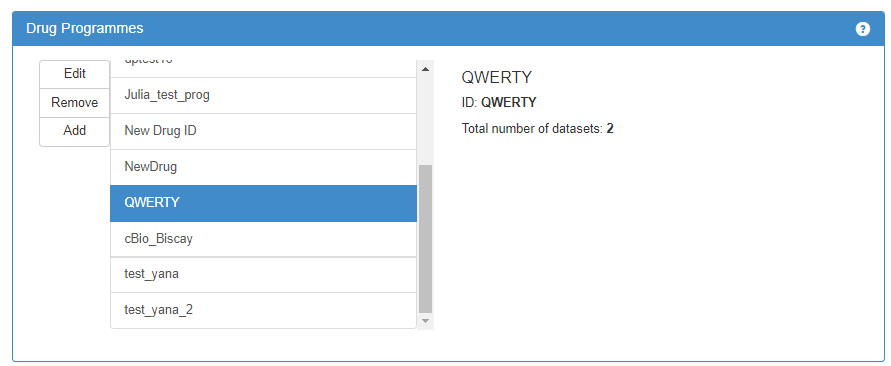 Drug Programmes
Edit
Remove
Add
Julia_test_prog
New Drug ID
NewDrug
QWERTY
cBio_Biscay
test_yana
test_yana_2
QWERTY
ID: QWERTY
Total number of datasets: 2